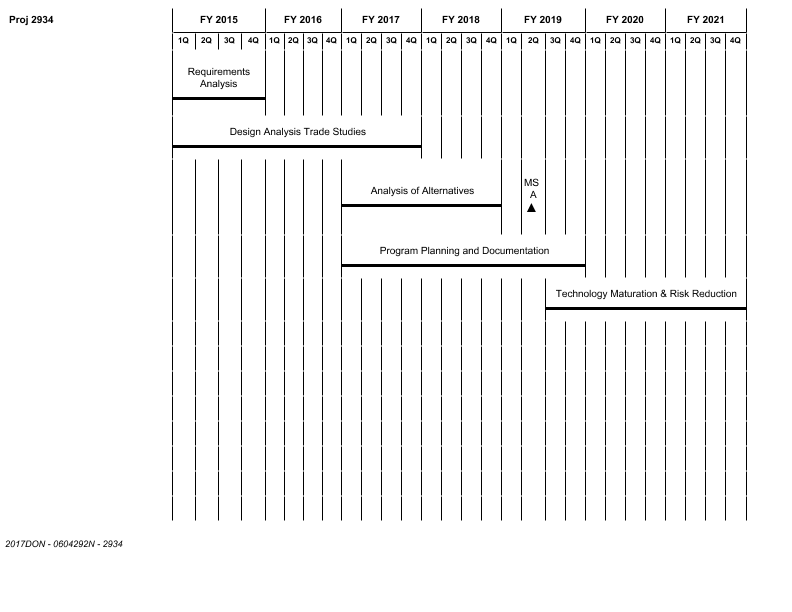 Proj 2934
FY 2015 FY 2016 FY 2017 FY 2018 FY 2019 FY 2020 FY 2021
1Q 2Q 3Q 4Q 1Q 2Q 3Q 4Q 1Q 2Q 3Q 4Q 1Q 2Q 3Q 4Q 1Q 2Q 3Q 4Q 1Q 2Q 3Q 4Q 1Q 2Q 3Q 4Q
Requirements
Analysis
Design Analysis Trade Studies
Analysis of Alternatives
MS
A
Program Planning and Documentation
Technology Maturation & Risk Reduction
2017DON - 0604292N - 2934